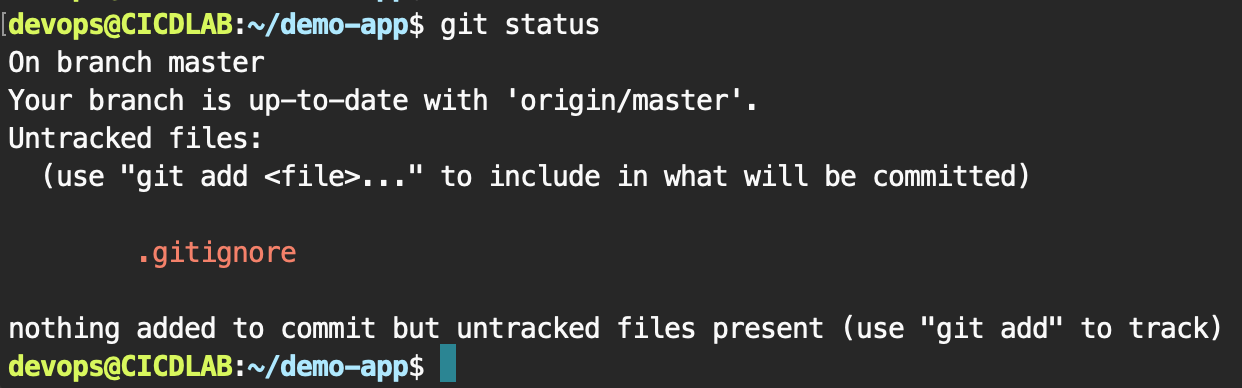 devops@CICDLAB:~/demo-app$ git status
On branch master
Your branch is up-to-date with 'origin/master'.
Untracked files:
  (use "git add <file>..." to include in what will be committed)

        .gitignore

nothing added to commit but untracked files present (use "git add" to track)
devops@CICDLAB:~/demo-app$